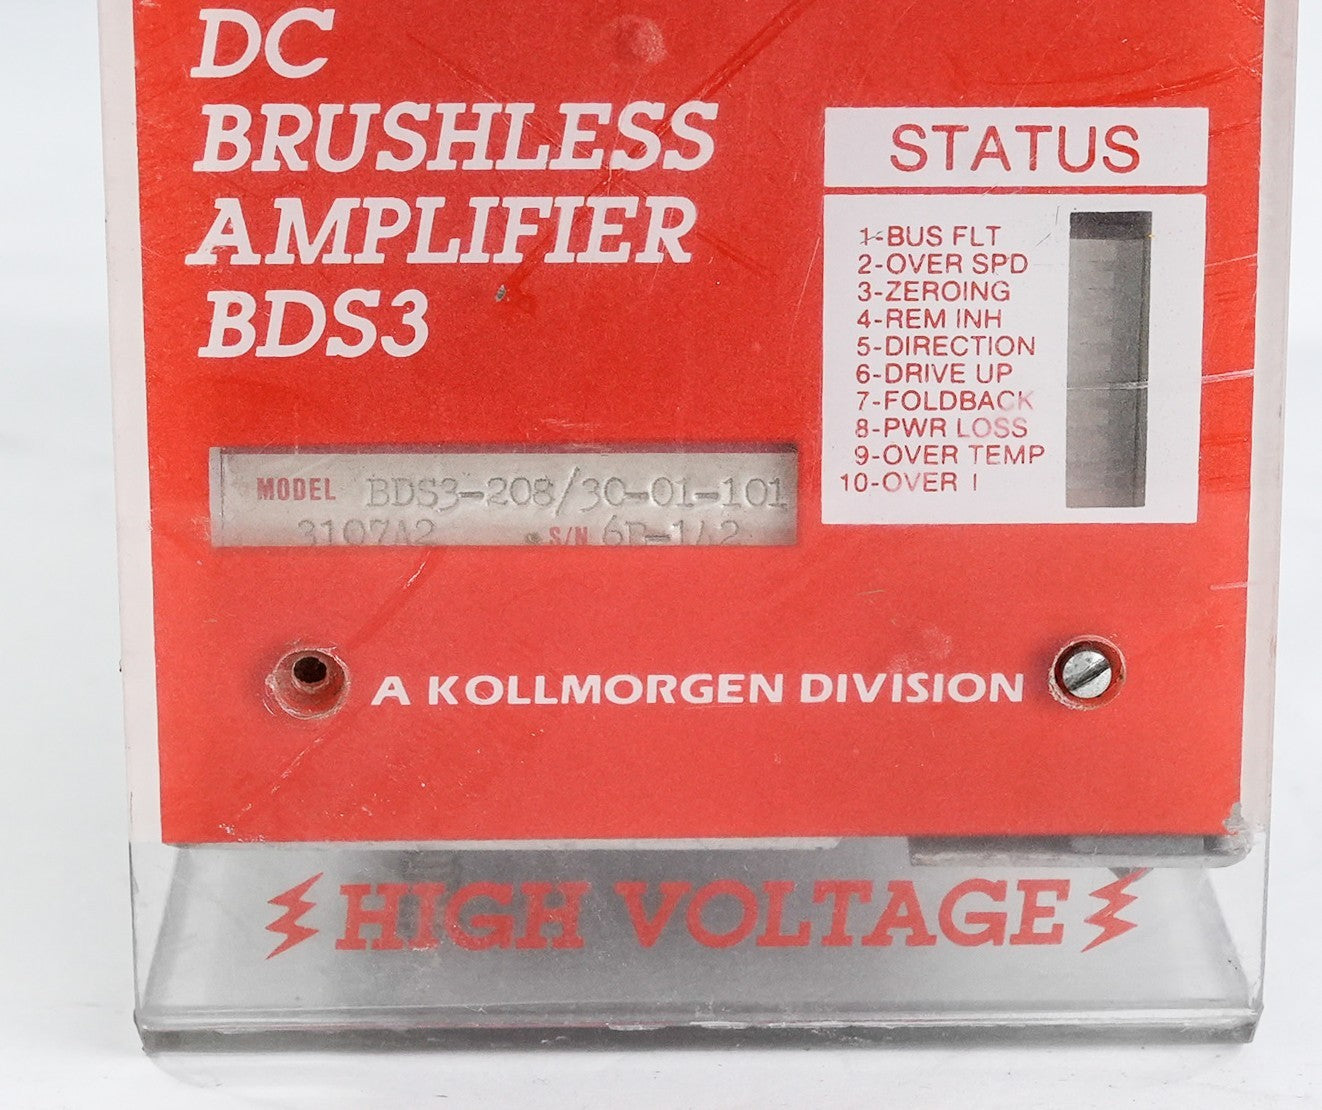 DC
BRUSHLESS
AMPLIFIER
BDS3
STATUS
1-BUS FLT
2-OVER SPD
3-ZEROING
4-REM INH
5-DIRECTION
6-DRIVE UP
7-FOLDBACK
8-PWR LOSS
9-OVER TEMP
10-OVER I
MODEL BDS3-208/30-01-101
3107A2 S/N
A KOLLMORGEN DIVISION
HIGH VOLTAGE